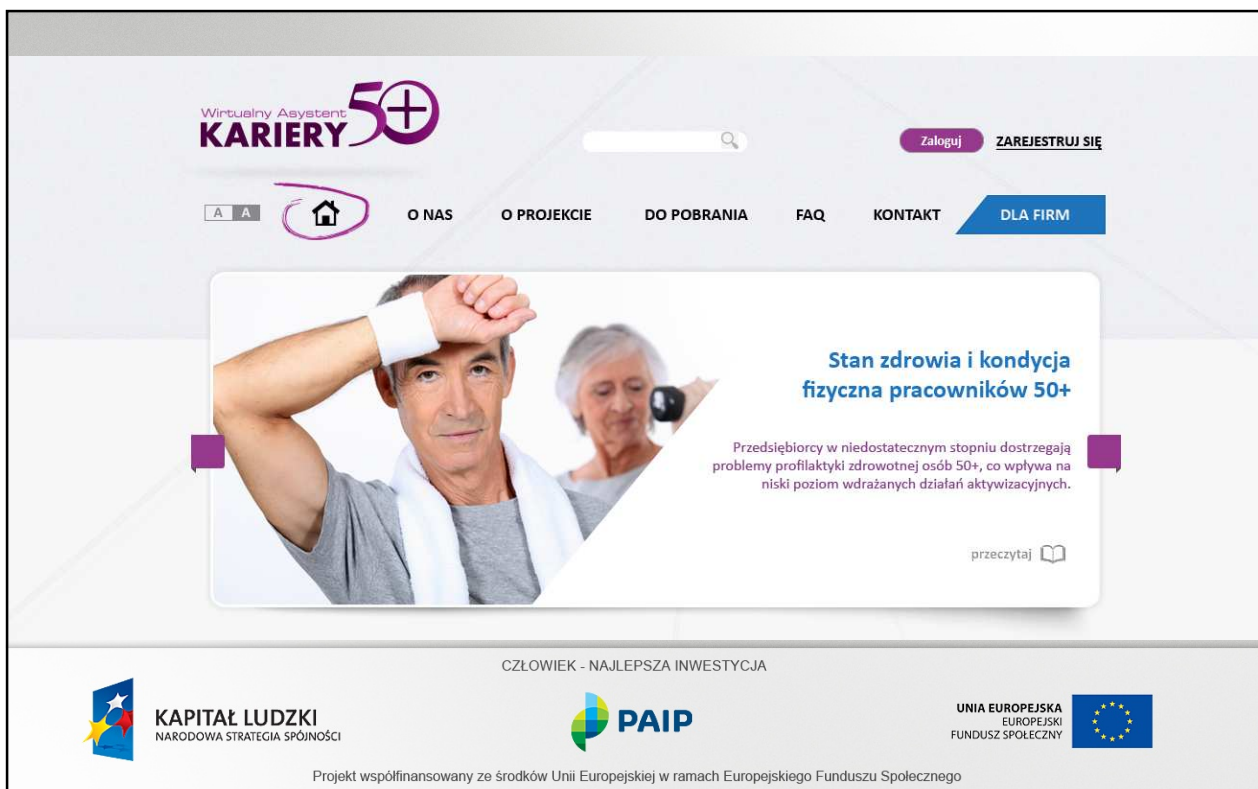 Wirtualny Asystent
KARIERY 50+
Zaloguj
ZAREJESTRUJ SIĘ
A A
O NAS
O PROJEKCIE
DO POBRANIA
FAQ
KONTAKT
DLA FIRM
Stan zdrowia i kondycja
fizyczna pracowników 50+
Przedsiębiorcy w niedostatecznym stopniu dostrzegają
problemy profilaktyki zdrowotnej osób 50+, co wpływa na
niski poziom wdrażanych działań aktywizacyjnych.
przeczytaj
CZŁOWIEK - NAJLEPSZA INWESTYCJA
KAPITAŁ LUDZKI
NARODOWA STRATEGIA SPÓJNOŚCI
PAIP
UNIA EUROPEJSKA
EUROPEJSKI
FUNDUSZ SPOŁECZNY
Projekt współfinansowany ze środków Unii Europejskiej w ramach Europejskiego Funduszu Społecznego